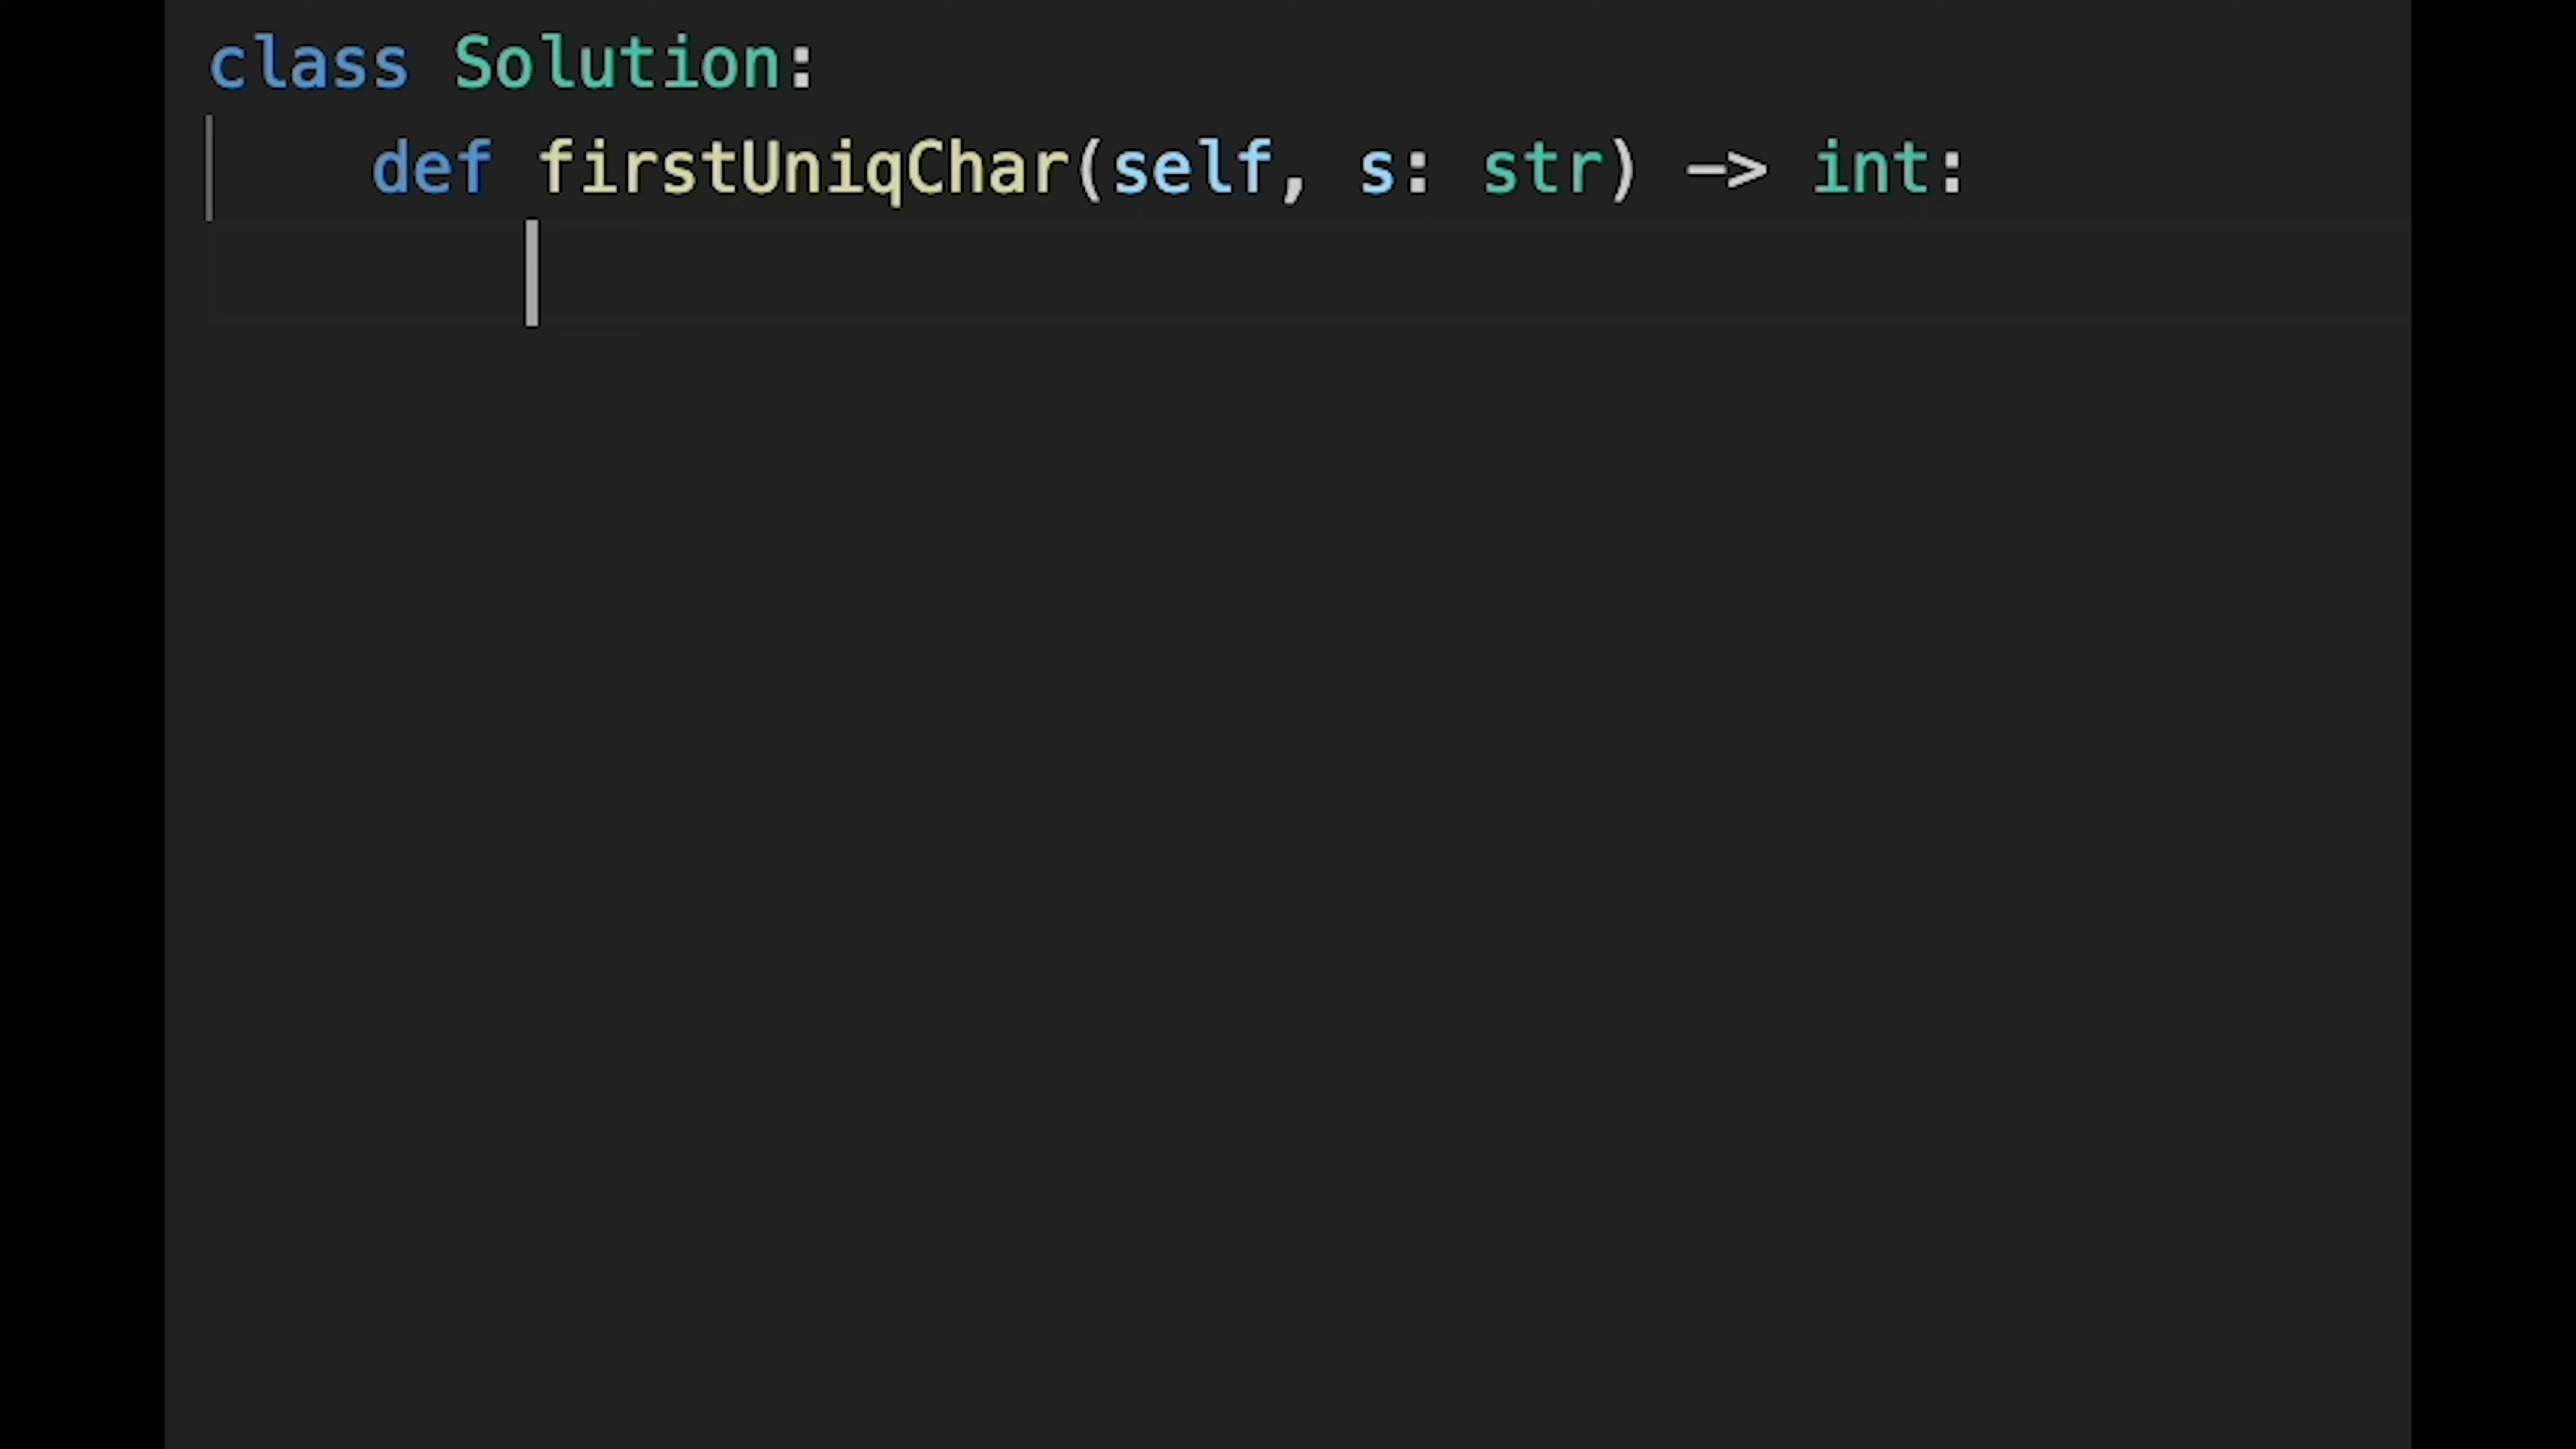 class Solution:
    def firstUniqChar(self, s: str) -> int: